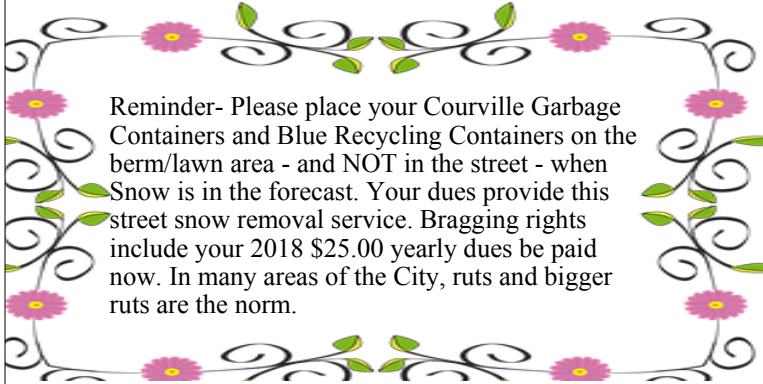 Reminder- Please place your Courville Garbage
Containers and Blue Recycling Containers on the
berm/lawn area - and NOT in the street - when
Snow is in the forecast. Your dues provide this
street snow removal service. Bragging rights
include your 2018 $25.00 yearly dues be paid
now. In many areas of the City, ruts and bigger
ruts are the norm.